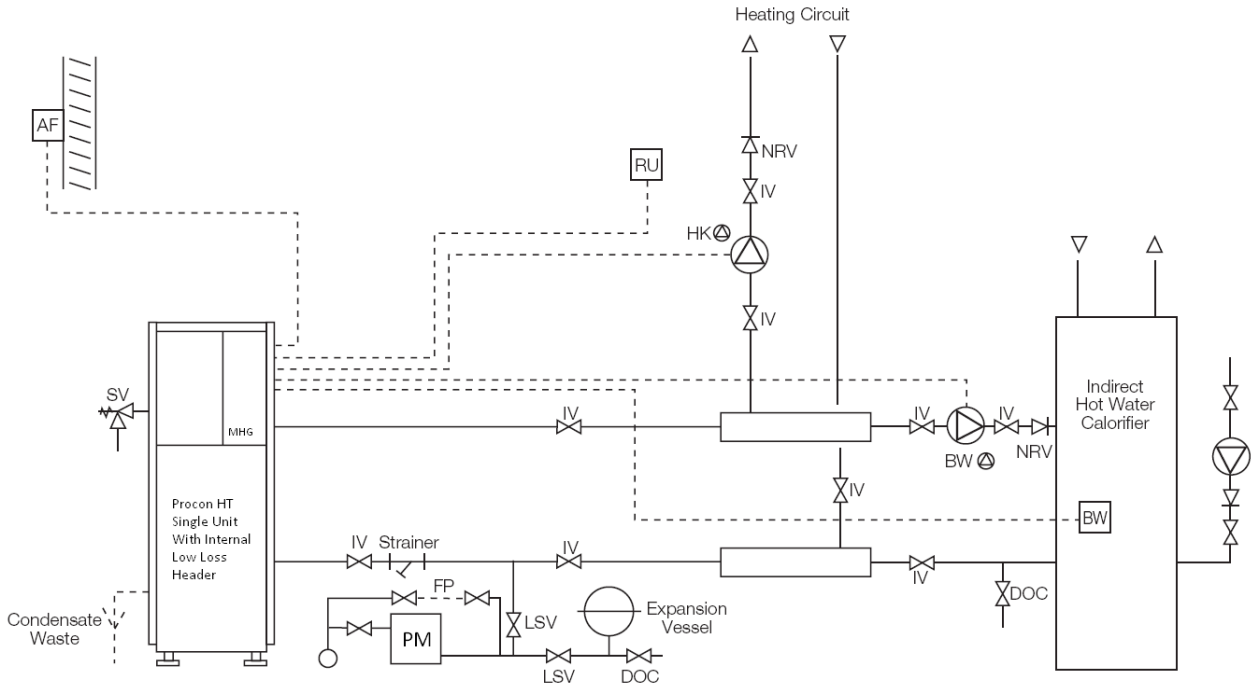 Heating Circuit
AF
NRV
RU
IV
HK
IV
SV
MHG
IV
IV
IV
BW
NRV
Indirect
Hot Water
Calorifier
Procon HT
Single Unit
With Internal
Low Loss
Header
IV
BW
IV
Strainer
IV
IV
DOC
FP
Condensate
Waste
PM
LSV
Expansion
Vessel
LSV
DOC